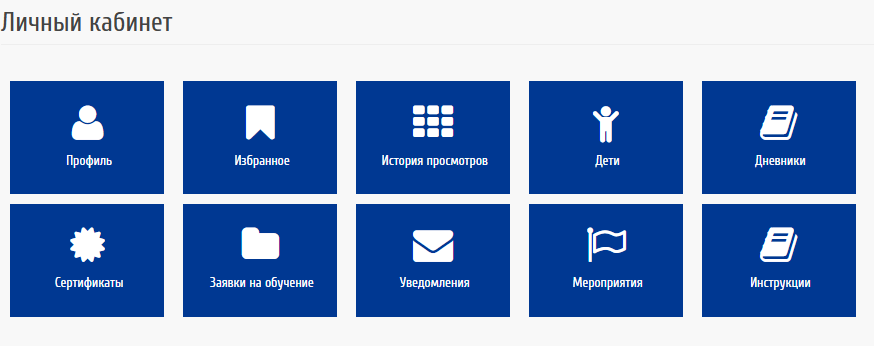 Личный кабинет
Профиль
Избранное
История просмотров
Дети
Дневники
Сертификаты
Заявки на обучение
Уведомления
Мероприятия
Инструкции